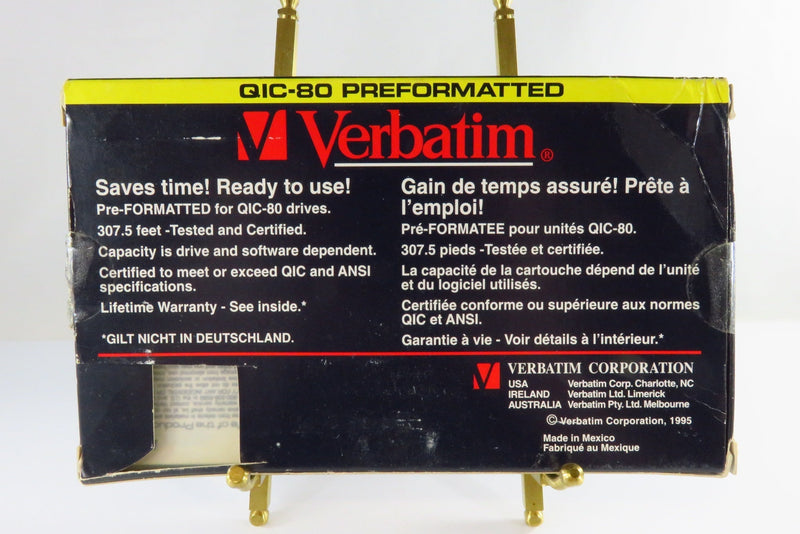 QIC-80 PREFORMATTED
Verbatim®
Saves time! Ready to use!
Pre-FORMATTED for QIC-80 drives.
307.5 feet -Tested and Certified.
Capacity is drive and software dependent.
Certified to meet or exceed QIC and ANSI
specifications.
Lifetime Warranty - See inside.*
*GILT NICHT IN DEUTSCHLAND.
Gain de temps assuré! Prête à
l'emploi!
Pré-FORMATEE pour unités QIC-80.
307.5 pieds -Testée et certifiée.
La capacité de la cartouche dépend de l'unité
et du logiciel utilisés.
Certifiée conforme ou supérieure aux normes
QIC et ANSI.
Garantie à vie - Voir détails à l'intérieur.*
VERBATIM CORPORATION
USA Verbatim Corp. Charlotte, NC
IRELAND Verbatim Ltd. Limerick
AUSTRALIA Verbatim Pty. Ltd. Melbourne
© Verbatim Corporation, 1995
Made in Mexico
Fabriqué au Mexique
of the Product